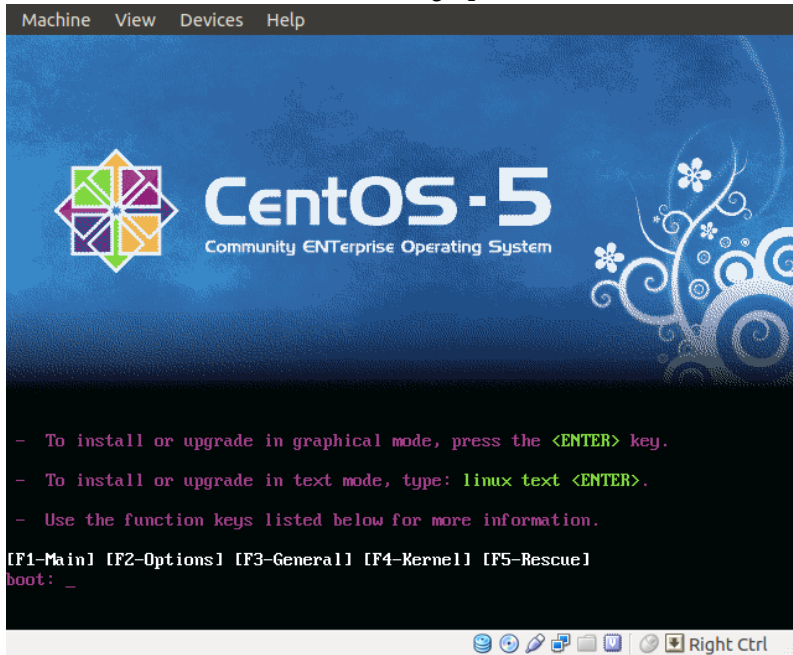 Machine View Devices Help
CentOS-5
Community ENTerprise Operating System
- To install or upgrade in graphical mode, press the <ENTER> key.
- To install or upgrade in text mode, type: linux text <ENTER>.
- Use the function keys listed below for more information.
[F1-Main] [F2-Options] [F3-General] [F4-Kernel] [F5-Rescue]
boot: _
Right Ctrl